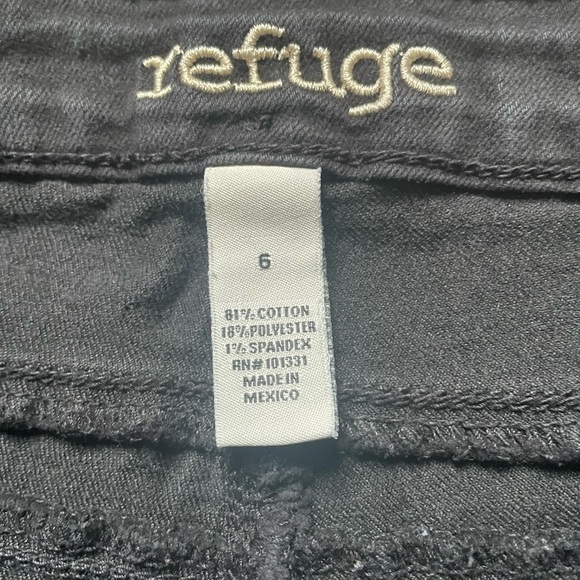 refuge
6
81% COTTON
18% POLYESTER
1% SPANDEX
RN# 101331
MADE IN
MEXICO